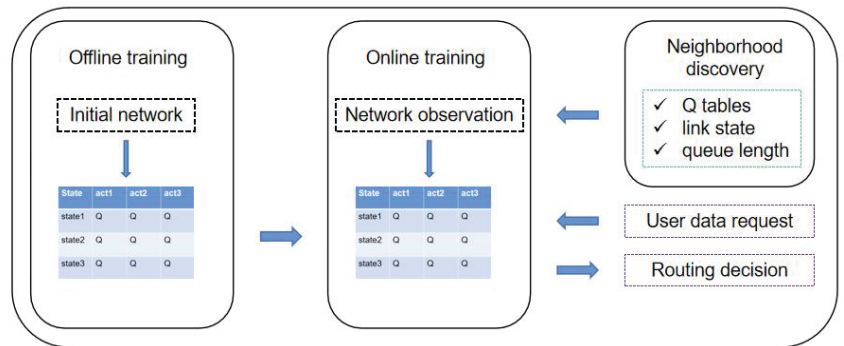 Offline training
Initial network
State act1 act2 act3
state1 Q Q Q
state2 Q Q Q
state3 Q Q Q
Online training
Network observation
State act1 act2 act3
state1 Q Q Q
state2 Q Q Q
state3 Q Q Q
Neighborhood
discovery
✓ Q tables
✓ link state
✓ queue length
User data request
Routing decision